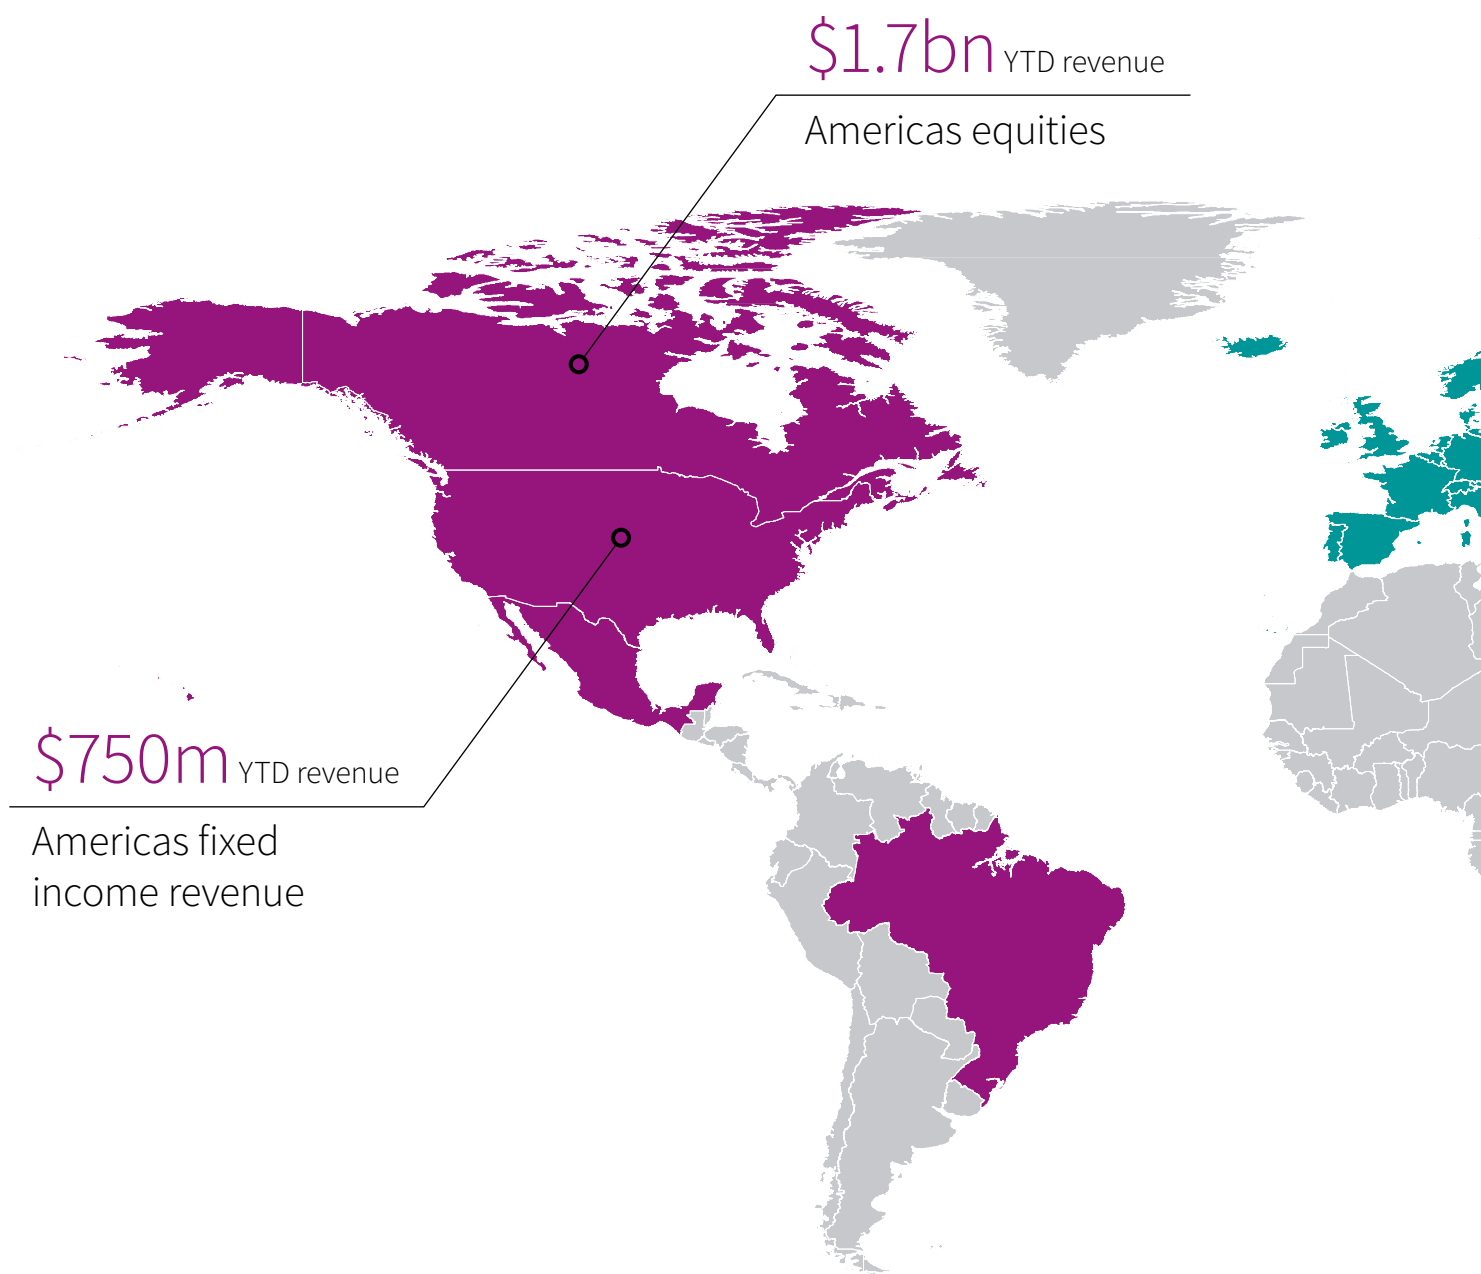 $1.7bn YTD revenue
Americas equities
$750m YTD revenue
Americas fixed
income revenue